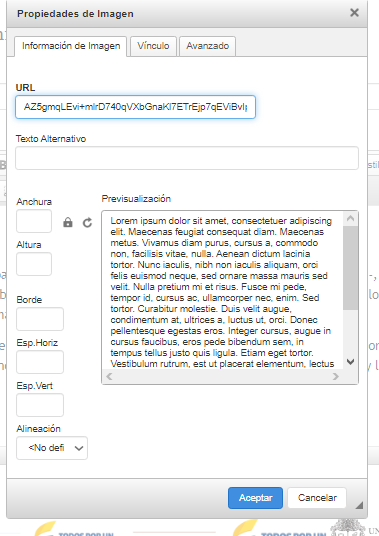 Propiedades de Imagen
Información de Imagen
Vínculo
Avanzado
URL
AZ5gmqLEvi+mlrD740qVXbGnaKl7ETrEjp7qEViBvl
Texto Alternativo
Anchura
Altura
Borde
Esp.Horiz
Esp.Vert
Alineación
<No defi
Previsualización
Lorem ipsum dolor sit amet, consectetuer adipiscing
elit. Maecenas feugiat consequat diam. Maecenas
metus. Vivamus diam purus, cursus a, commodo
non, facilisis vitae, nulla. Aenean dictum lacinia
tortor. Nunc iaculis, nibh non iaculis aliquam, orci
felis euismod neque, sed ornare massa mauris sed
velit. Nulla pretium mi et risus. Fusce mi pede,
tempor id, cursus ac, ullamcorper nec, enim. Sed
tortor. Curabitur molestie. Duis velit augue,
condimentum at, ultrices a, luctus ut, orci. Donec
pellentesque egestas eros. Integer cursus, augue in
cursus faucibus, eros pede bibendum sem, in
tempus tellus justo quis ligula. Etiam eget tortor.
Vestibulum rutrum, est ut placerat elementum, lectus
Aceptar
Cancelar